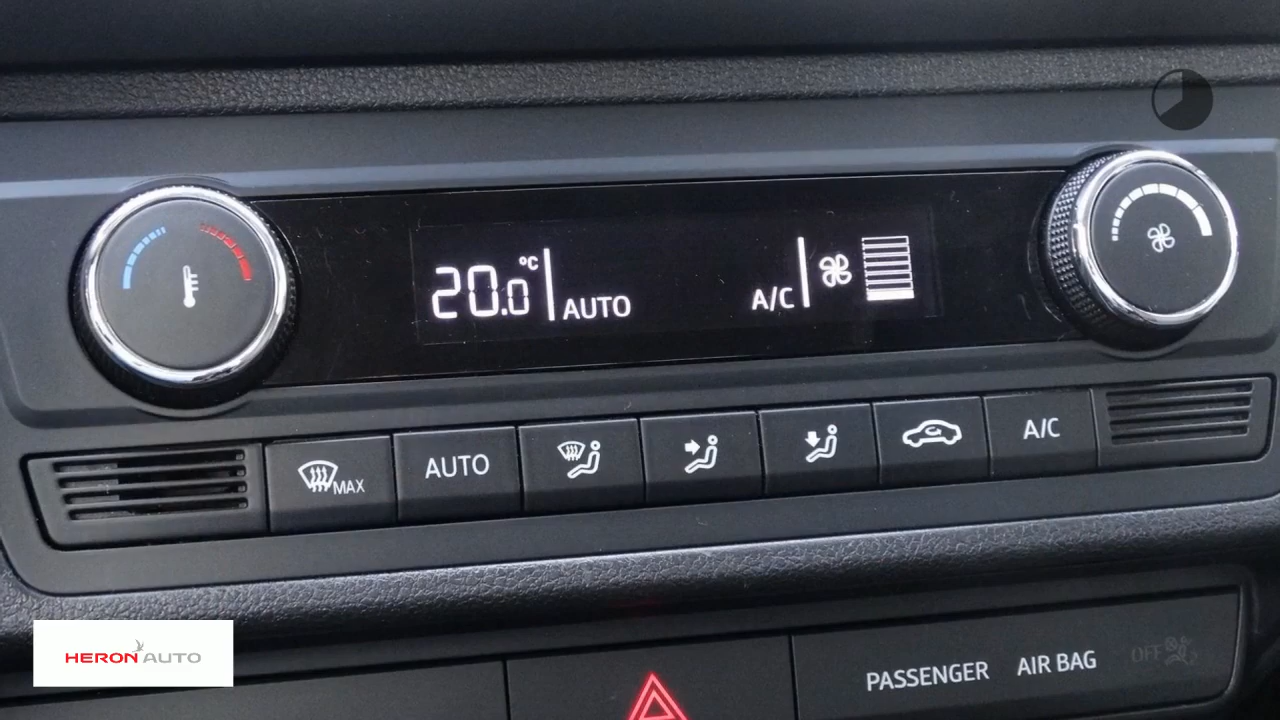 20.0 °C AUTO A/C
MAX AUTO A/C
PASSENGER AIR BAG OFF
HERON AUTO